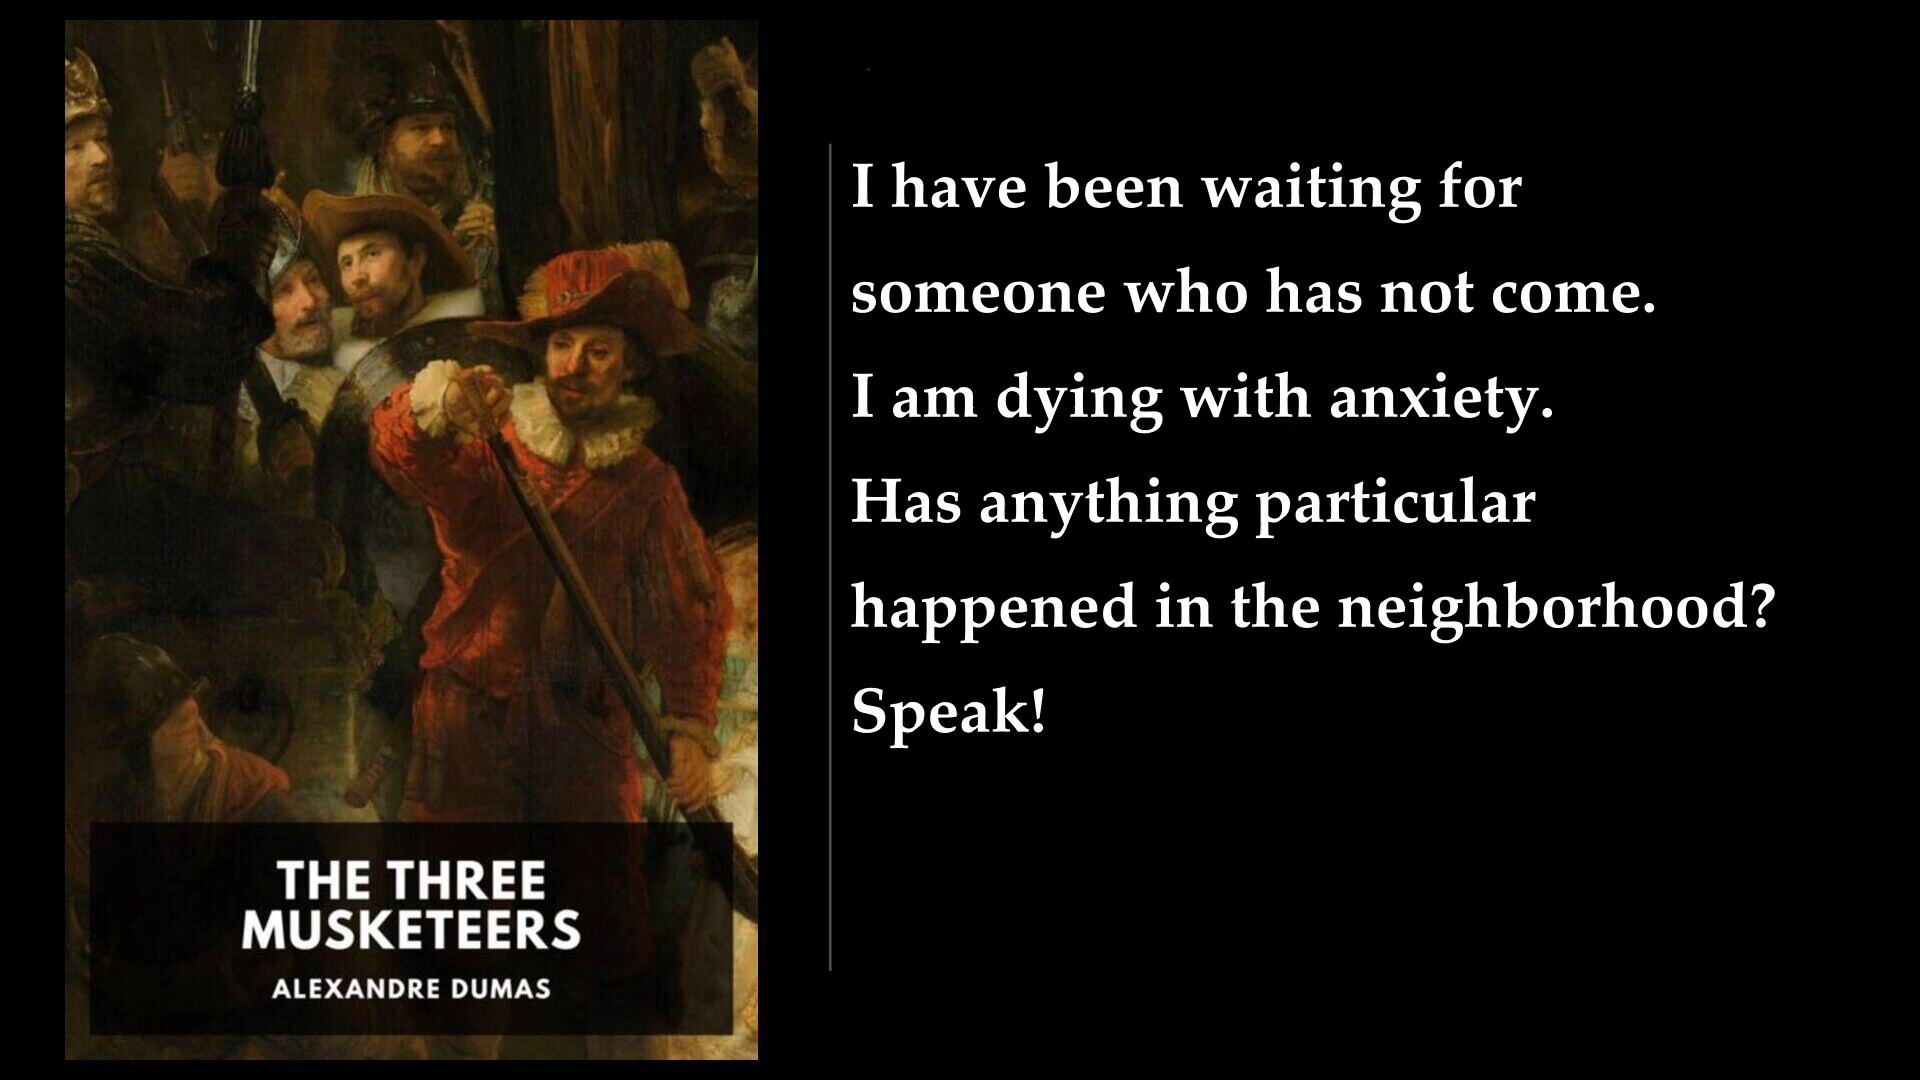 I have been waiting for
someone who has not come.
I am dying with anxiety.
Has anything particular
happened in the neighborhood?
Speak!
THE THREE
MUSKETEERS
ALEXANDRE DUMAS